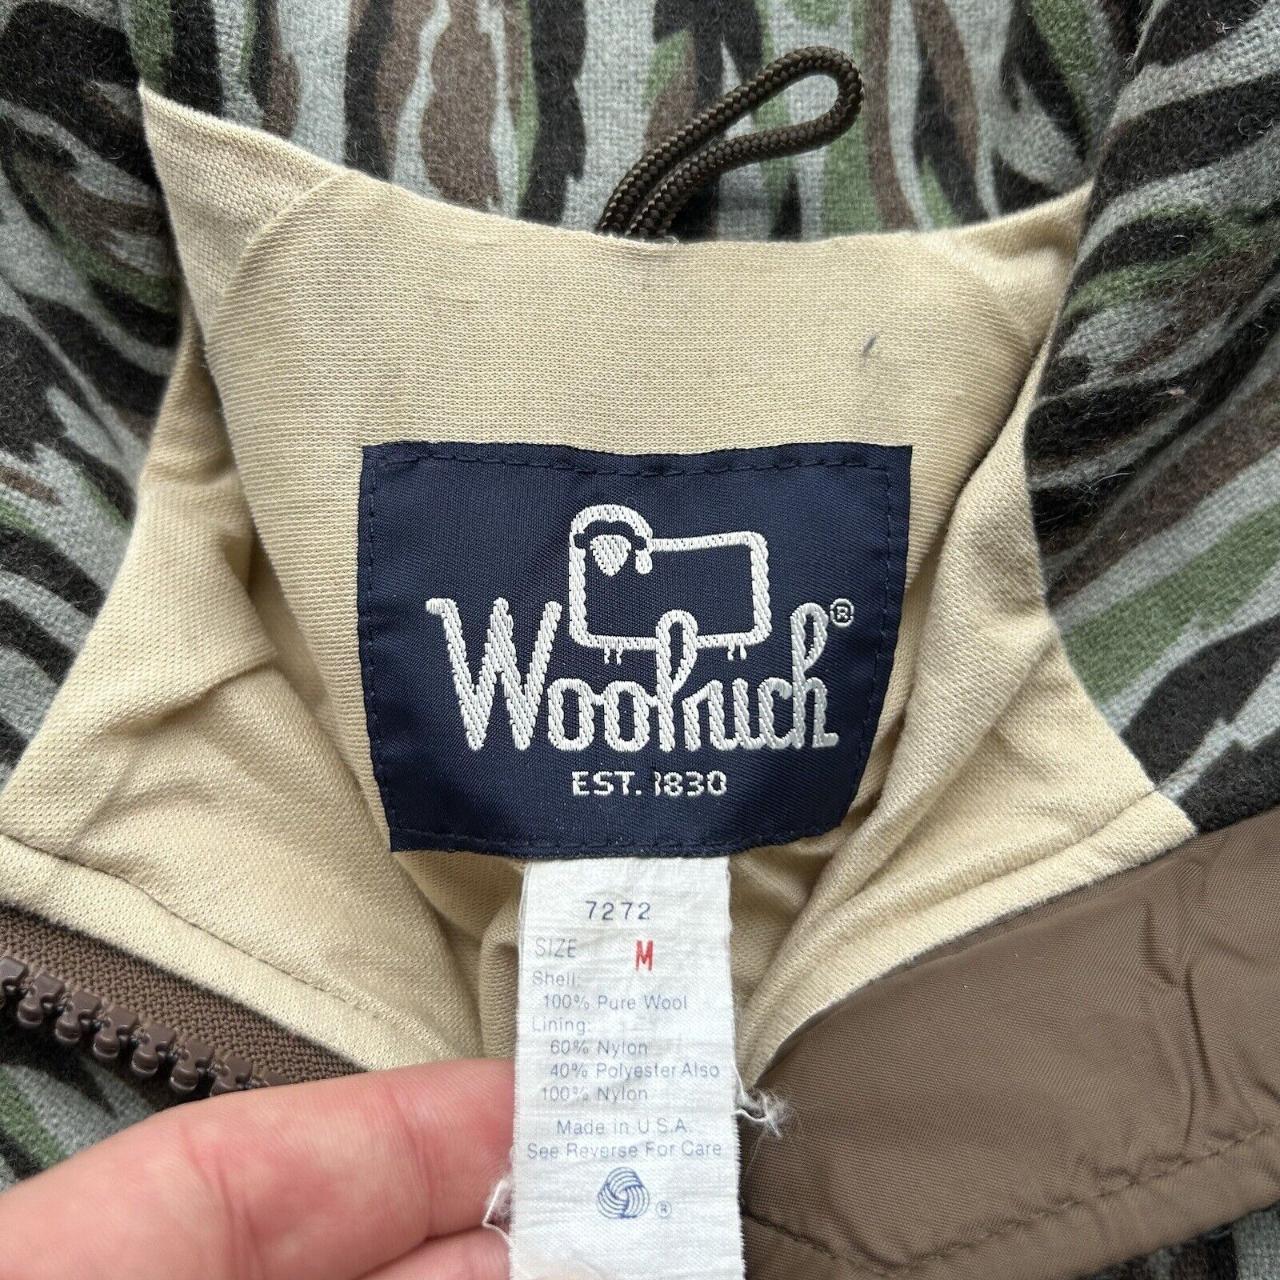 Woolrich®
EST. 1830
7272
SIZE M
Shell:
100% Pure Wool
Lining:
60% Nylon
40% Polyester Also
100% Nylon
Made in U.S.A.
See Reverse For Care
®